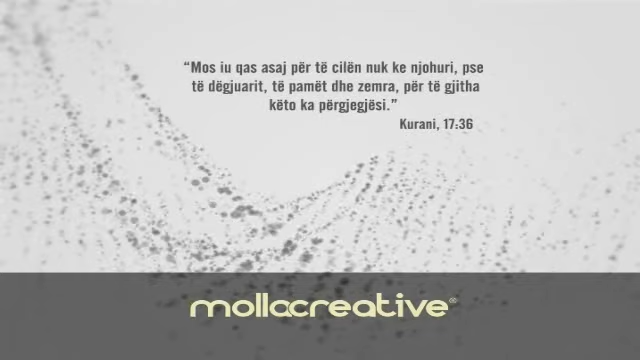 “Mos iu qas asaj për të cilën nuk ke njohuri, pse
të dëgjuarit, të pamët dhe zemra, për të gjitha
këto ka përgjegjësi.”
Kurani, 17:36
mollacreative